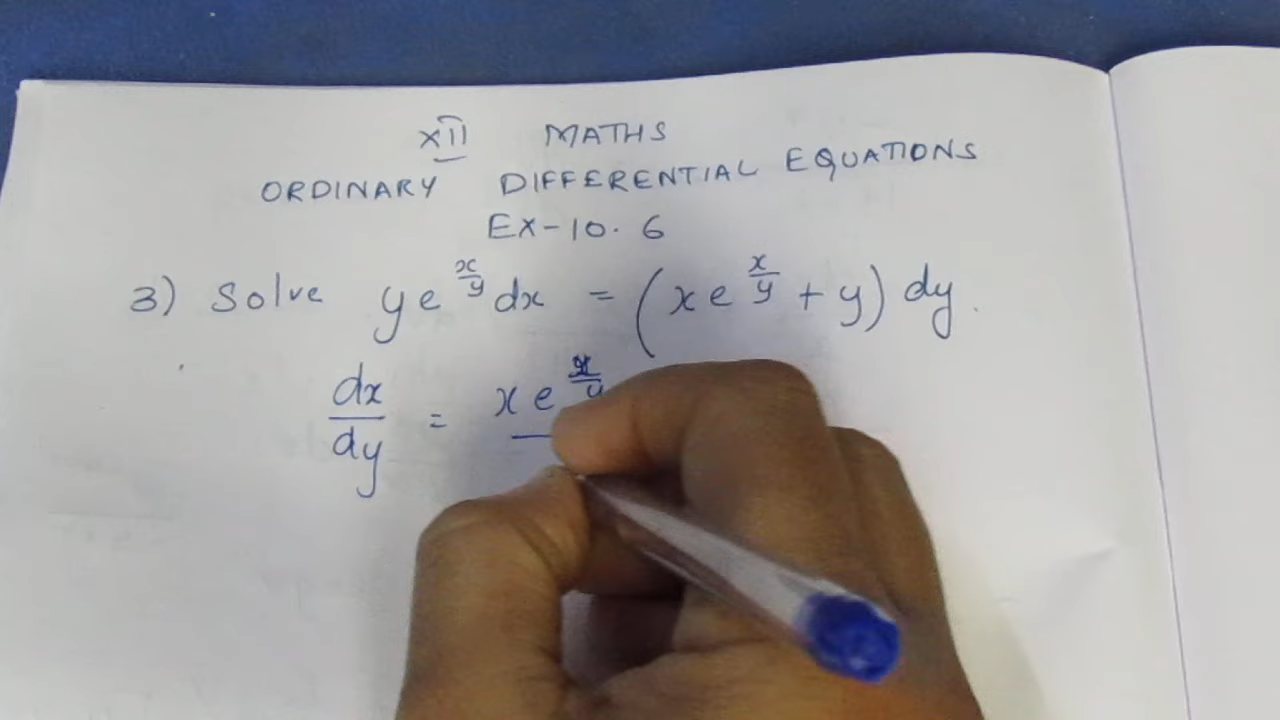 XII MATHS
ORDINARY DIFFERENTIAL EQUATIONS
EX-10.6
3) Solve ye^{x/y} dx = (xe^{x/y} + y) dy.
dx/dy = xe^{x/y}